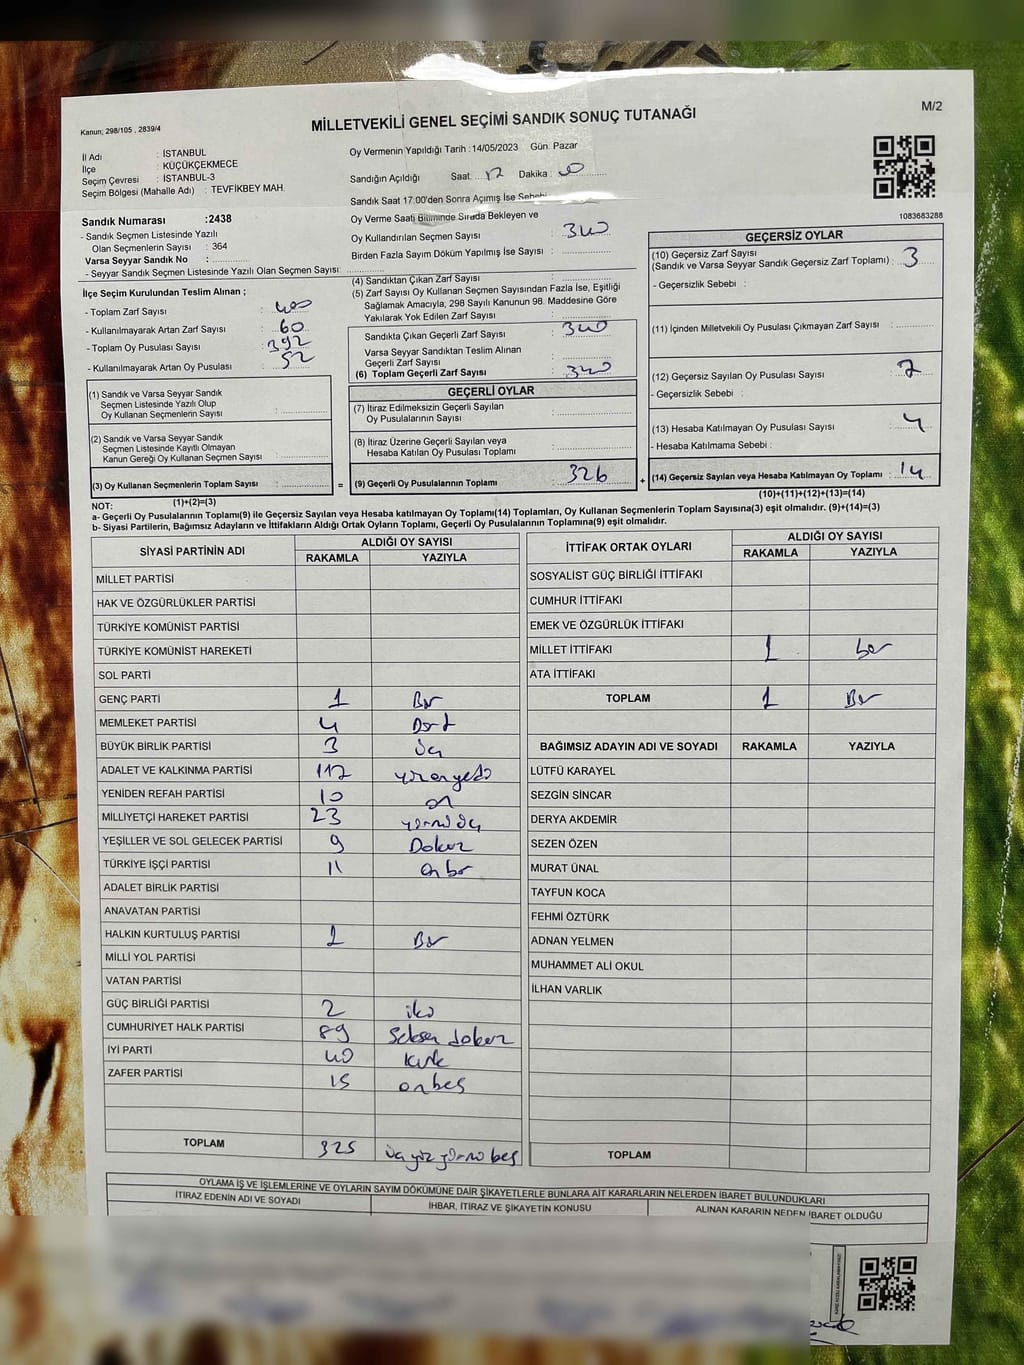 M/2
Kanun; 298/105 , 2839/4
MİLLETVEKİLİ GENEL SEÇİMİ SANDIK SONUÇ TUTANAĞI
İl Adı : İSTANBUL
İlçe : KÜÇÜKÇEKMECE
Seçim Çevresi : İSTANBUL-3
Seçim Bölgesi (Mahalle Adı) : TEVFİKBEY MAH.
Oy Vermenin Yapıldığı Tarih :14/05/2023 Gün: Pazar
Sandığın Açıldığı Saat: 17 Dakika: 00
Sandık Saat 17.00'den Sonra Açımış İse Sebebi
1083683288
Sandık Numarası :2438
- Sandık Seçmen Listesinde Yazılı
Olan Seçmenlerin Sayısı : 364
Varsa Seyyar Sandık No :
- Seyyar Sandık Seçmen Listesinde Yazılı Olan Seçmen Sayısı:
Oy Verme Saati Bitiminde Sırada Bekleyen ve
Oy Kullandırılan Seçmen Sayısı : 340
Birden Fazla Sayım Döküm Yapılmış İse Sayısı :
İlçe Seçim Kurulundan Teslim Alınan ;
- Toplam Zarf Sayısı : 400
- Kullanılmayarak Artan Zarf Sayısı : 60
- Toplam Oy Pusulası Sayısı : 392
- Kullanılmayarak Artan Oy Pusulası : 52
(4) Sandıktan Çıkan Zarf Sayısı :
(5) Zarf Sayısı Oy Kullanan Seçmen Sayısından Fazla İse, Eşitliği
Sağlamak Amacıyla; 298 Sayılı Kanunun 98. Maddesine Göre
Yakılarak Yok Edilen Zarf Sayısı :
Sandıkta Çıkan Geçerli Zarf Sayısı : 340
Varsa Seyyar Sandıktan Teslim Alınan
Geçerli Zarf Sayısı :
(6) Toplam Geçerli Zarf Sayısı : 340
GEÇERSİZ OYLAR
(10) Geçersiz Zarf Sayısı
(Sandık ve Varsa Seyyar Sandık Geçersiz Zarf Toplamı) : 3
- Geçersizlik Sebebi :
(11) İçinden Milletvekili Oy Pusulası Çıkmayan Zarf Sayısı :
(12) Geçersiz Sayılan Oy Pusulası Sayısı : 7
- Geçersizlik Sebebi :
(13) Hesaba Katılmayan Oy Pusulası Sayısı : 4
- Hesaba Katılmama Sebebi :
(14) Geçersiz Sayılan veya Hesaba Katılmayan Oy Toplamı : 14
(10)+(11)+(12)+(13)=(14)
(1) Sandık ve Varsa Seyyar Sandık
Seçmen Listesinde Yazılı Olup
Oy Kullanan Seçmenlerin Sayısı :
(2) Sandık ve Varsa Seyyar Sandık
Seçmen Listesinde Kayıtlı Olmayan
Kanun Gereği Oy Kullanan Seçmen Sayısı :
(3) Oy Kullanan Seçmenlerin Toplam Sayısı :
(1)+(2)=(3)
=
GEÇERLİ OYLAR
(7) İtiraz Edilmeksizin Geçerli Sayılan
Oy Pusulalarının Sayısı :
(8) İtiraz Üzerine Geçerli Sayılan veya
Hesaba Katılan Oy Pusulası Toplamı :
(9) Geçerli Oy Pusulalarının Toplamı : 326
+
NOT:
a- Geçerli Oy Pusulalarının Toplamı(9) ile Geçersiz Sayılan veya Hesaba Katılmayan Oy Toplamı(14) Toplamları, Oy Kullanan Seçmenlerin Toplam Sayısına(3) eşit olmalıdır. (9)+(14)=(3)
b- Siyasi Partilerin, Bağımsız Adayların ve İttifakların Aldığı Ortak Oyların Toplamı, Geçerli Oy Pusulalarının Toplamına(9) eşit olmalıdır.
SİYASİ PARTİNİN ADI ALDIĞI OY SAYISI
RAKAMLA YAZIYLA
MİLLET PARTİSİ
HAK VE ÖZGÜRLÜKLER PARTİSİ
TÜRKİYE KOMÜNİST PARTİSİ
TÜRKİYE KOMÜNİST HAREKETİ
SOL PARTİ
GENÇ PARTİ 1 Bir
MEMLEKET PARTİSİ 4 Dört
BÜYÜK BİRLİK PARTİSİ 3 üç
ADALET VE KALKINMA PARTİSİ 117 yüzonyedi
YENİDEN REFAH PARTİSİ 10 on
MİLLİYETÇİ HAREKET PARTİSİ 23 yirmi üç
YEŞİLLER VE SOL GELECEK PARTİSİ 9 Dokuz
TÜRKİYE İŞÇİ PARTİSİ 11 on bir
ADALET BİRLİK PARTİSİ
ANAVATAN PARTİSİ
HALKIN KURTULUŞ PARTİSİ 1 Bir
MİLLİ YOL PARTİSİ
VATAN PARTİSİ
GÜÇ BİRLİĞİ PARTİSİ 2 iki
CUMHURİYET HALK PARTİSİ 89 Seksen dokuz
İYİ PARTİ 40 kırk
ZAFER PARTİSİ 15 onbeş
TOPLAM 325 üçyüz yirmi beş
İTTİFAK ORTAK OYLARI ALDIĞI OY SAYISI
RAKAMLA YAZIYLA
SOSYALİST GÜÇ BİRLİĞİ İTTİFAKI
CUMHUR İTTİFAKI
EMEK VE ÖZGÜRLÜK İTTİFAKI
MİLLET İTTİFAKI 1 bir
ATA İTTİFAKI
TOPLAM 1 Bir
BAĞIMSIZ ADAYIN ADI VE SOYADI RAKAMLA YAZIYLA
LÜTFÜ KARAYEL
SEZGİN SİNCAR
DERYA AKDEMİR
SEZEN ÖZEN
MURAT ÜNAL
TAYFUN KOCA
FEHMİ ÖZTÜRK
ADNAN YELMEN
MUHAMMET ALİ OKUL
İLHAN VARLIK
TOPLAM
OYLAMA İŞ VE İŞLEMLERİNE VE OYLARIN SAYIM DÖKÜMÜNE DAİR ŞİKAYETLERLE BUNLARA AİT KARARLARIN NELERDEN İBARET BULUNDUKLARI
İTİRAZ EDENİN ADI VE SOYADI İHBAR, İTİRAZ VE ŞİKAYETİN KONUSU ALINAN KARARIN NEDEN İBARET OLDUĞU